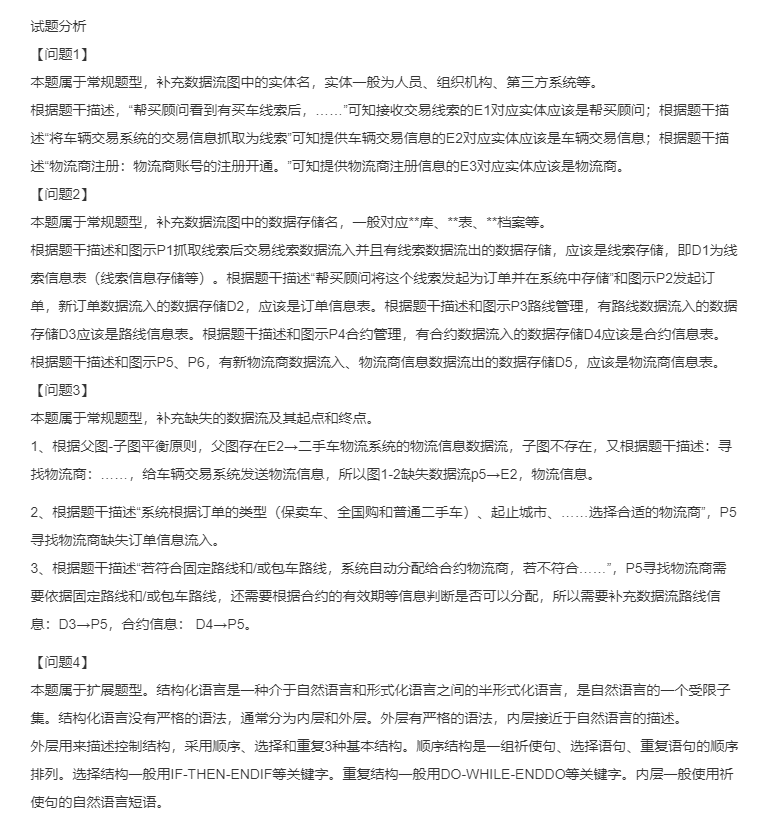 试题分析
【问题1】
本题属于常规题型，补充数据流图中的实体名，实体一般为人员、组织机构、第三方系统等。
根据题干描述，“帮买顾问看到有买车线索后，……”可知接收交易线索的E1对应实体应该是帮买顾问；根据题干描
述“将车辆交易系统的交易信息抓取为线索”可知提供车辆交易信息的E2对应实体应该是车辆交易信息；根据题干描
述“物流商注册：物流商账号的注册开通。”可知提供物流商注册信息的E3对应实体应该是物流商。
【问题2】
本题属于常规题型，补充数据流图中的数据存储名，一般对应**库、**表、**档案等。
根据题干描述和图示P1抓取线索后交易线索数据流入并且有线索数据流出的数据存储，应该是线索存储，即D1为线
索信息表（线索信息存储等）。根据题干描述“帮买顾问将这个线索发起为订单并在系统中存储”和图示P2发起订
单，新订单数据流入的数据存储D2，应该是订单信息表。根据题干描述和图示P3路线管理，有路线数据流入的数据
存储D3应该是路线信息表。根据题干描述和图示P4合约管理，有合约数据流入的数据存储D4应该是合约信息表。
根据题干描述和图示P5、P6，有新物流商数据流入、物流商信息数据流出的数据存储D5，应该是物流商信息表。
【问题3】
本题属于常规题型，补充缺失的数据流及其起点和终点。
1、根据父图-子图平衡原则，父图存在E2→二手车物流系统的物流信息数据流，子图不存在，又根据题干描述：寻
找物流商：……，给车辆交易系统发送物流信息，所以图1-2缺失数据流p5→E2，物流信息。
2、根据题干描述“系统根据订单的类型（保卖车、全国购和普通二手车）、起止城市、……选择合适的物流商”，P5
寻找物流商缺失订单信息流入。
3、根据题干描述“若符合固定路线和/或包车路线，系统自动分配给合约物流商，若不符合……”，P5寻找物流商需
要依据固定路线和/或包车路线，还需要根据合约的有效期等信息判断是否可以分配，所以需要补充数据流路线信
息：D3→P5，合约信息： D4→P5。
【问题4】
本题属于扩展题型。结构化语言是一种介于自然语言和形式化语言之间的半形式化语言，是自然语言的一个受限子
集。结构化语言没有严格的语法，通常分为内层和外层。外层有严格的语法，内层接近于自然语言的描述。
外层用来描述控制结构，采用顺序、选择和重复3种基本结构。顺序结构是一组祈使句、选择语句、重复语句的顺序
排列。选择结构一般用IF-THEN-ENDIF等关键字。重复结构一般用DO-WHILE-ENDDO等关键字。内层一般使用祈
使句的自然语言短语。